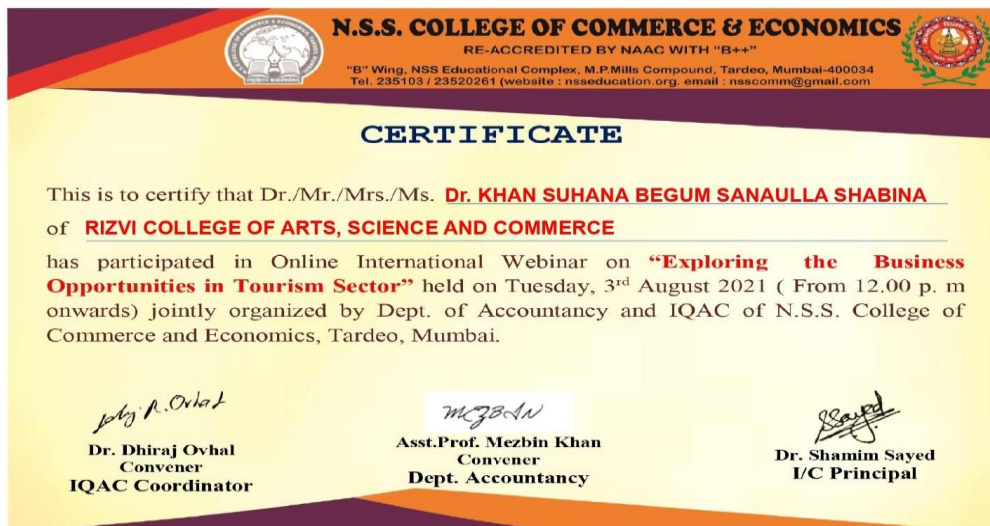 N.S.S. COLLEGE OF COMMERCE & ECONOMICS
RE-ACCREDITED BY NAAC WITH "B++"
"B" Wing, NSS Educational Complex, M.P.Mills Compound, Tardeo, Mumbai-400034
Tel. 235103 / 23520261 (website : nsseducation.org. email : nsscomm@gmail.com
CERTIFICATE
This is to certify that Dr./Mr./Mrs./Ms. Dr. KHAN SUHANA BEGUM SANAULLA SHABINA
of RIZVI COLLEGE OF ARTS, SCIENCE AND COMMERCE
has participated in Online International Webinar on “Exploring the Business
Opportunities in Tourism Sector” held on Tuesday, 3rd August 2021 ( From 12.00 p. m
onwards) jointly organized by Dept. of Accountancy and IQAC of N.S.S. College of
Commerce and Economics, Tardeo, Mumbai.
R. Ovhal
MEZBIN
SSayed
Dr. Dhiraj Ovhal
Convener
IQAC Coordinator
Asst.Prof. Mezbin Khan
Convener
Dept. Accountancy
Dr. Shamim Sayed
I/C Principal